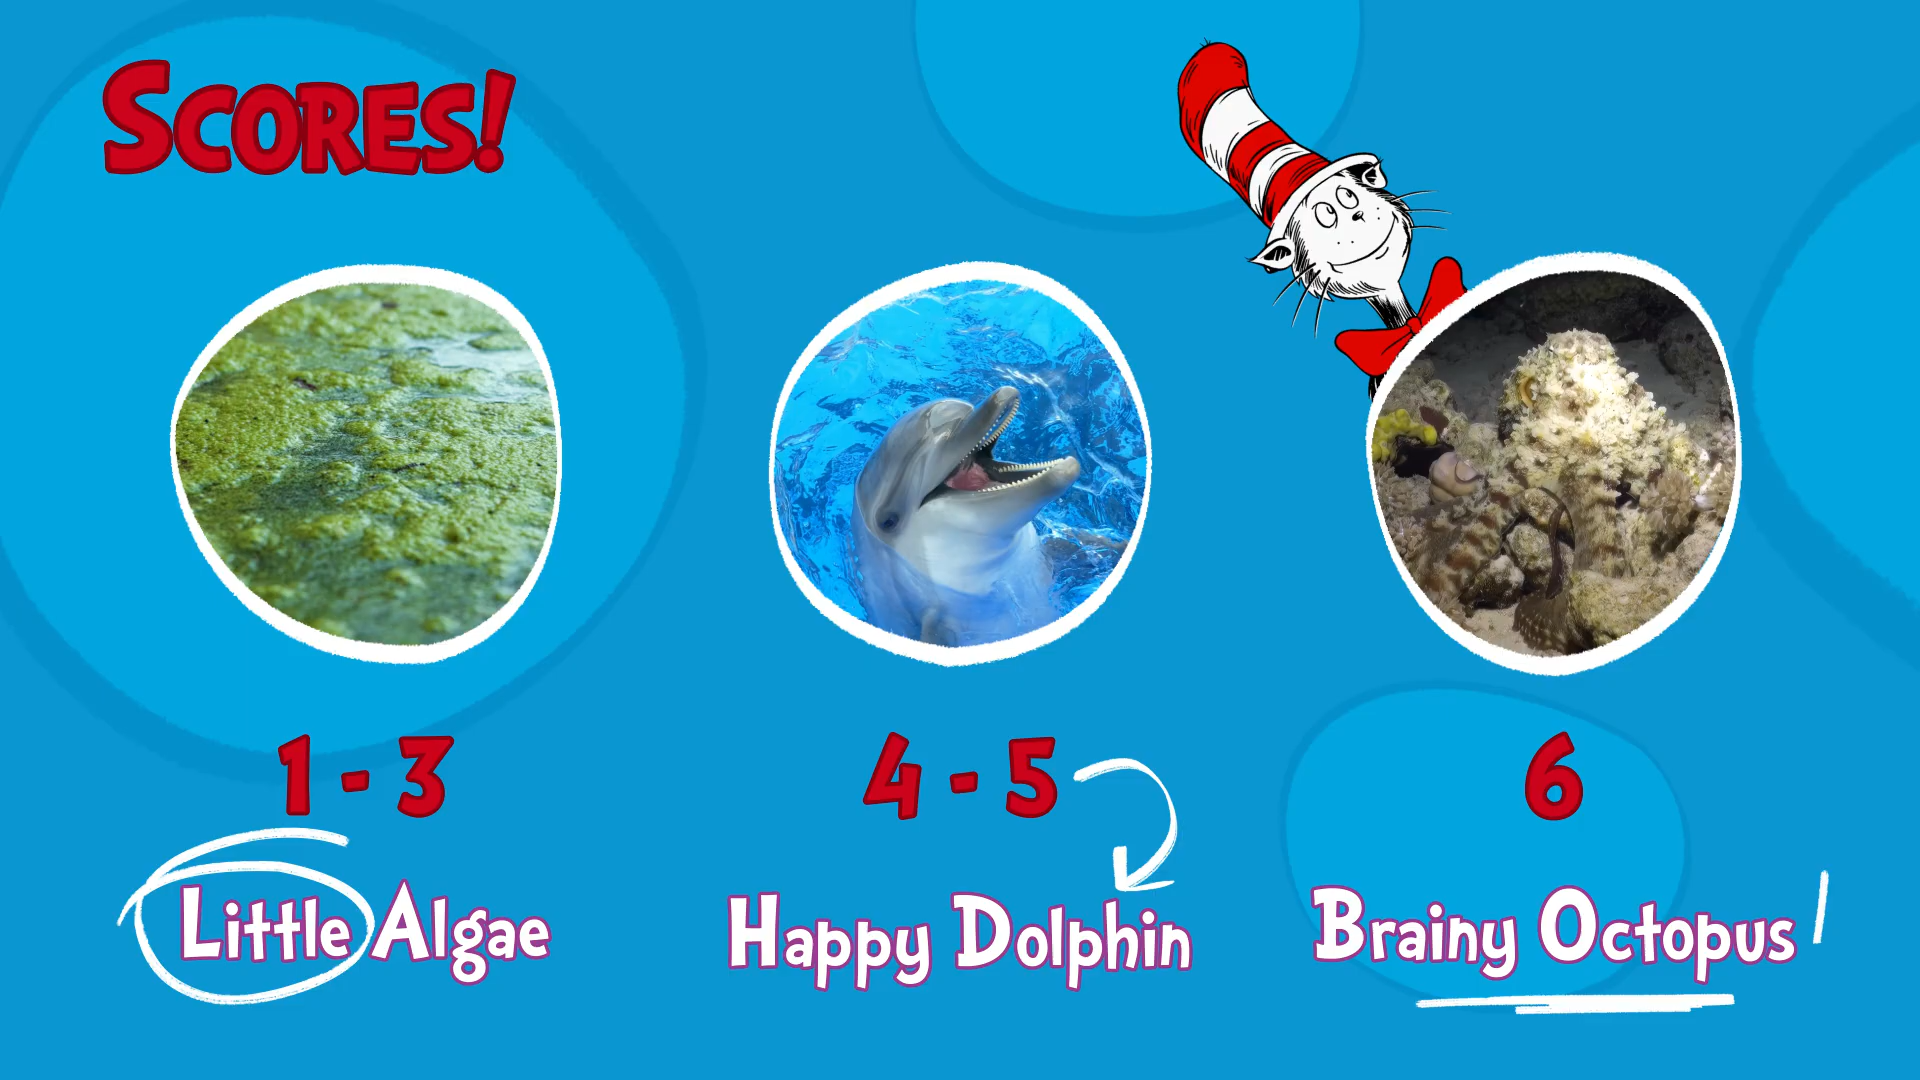 SCORES!
1 - 3
Little Algae
4 - 5
Happy Dolphin
6
Brainy Octopus